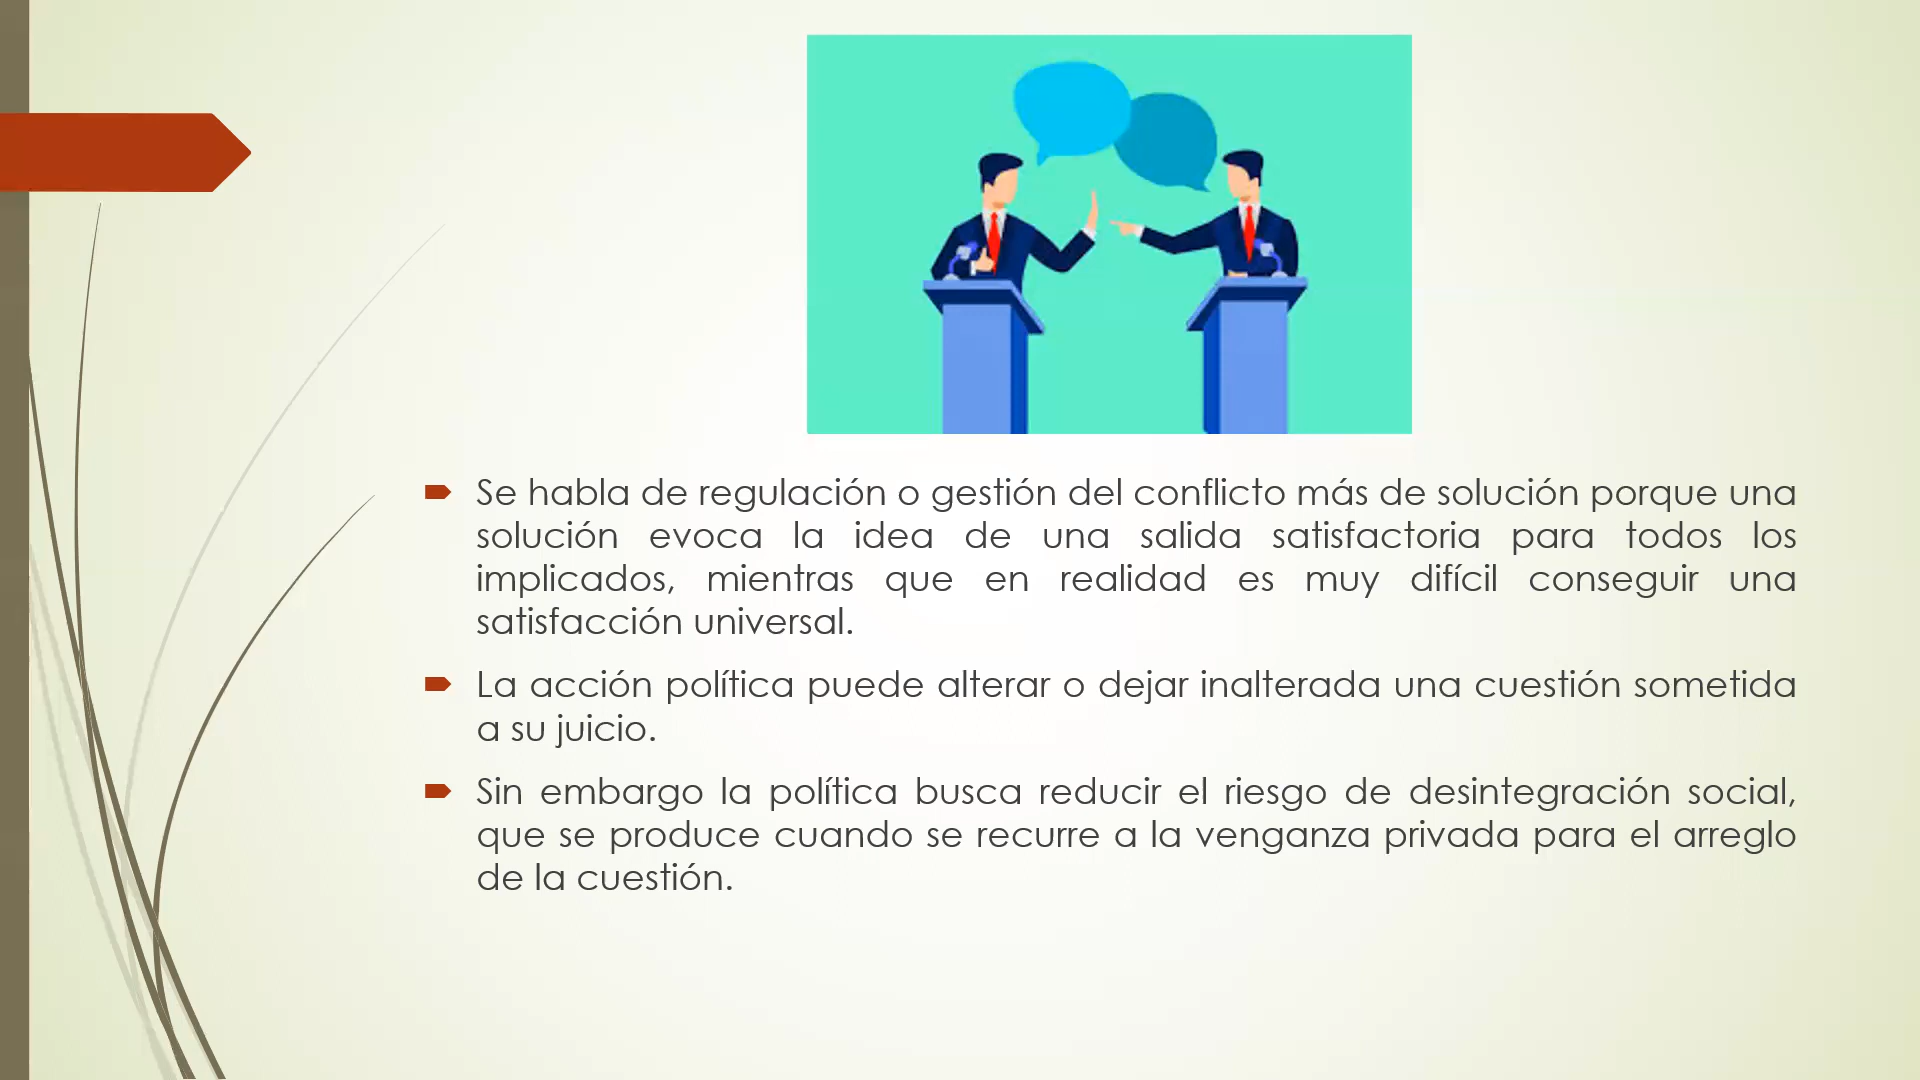 Se habla de regulación o gestión del conflicto más de solución porque una
solución evoca la idea de una salida satisfactoria para todos los
implicados, mientras que en realidad es muy difícil conseguir una
satisfacción universal.
La acción política puede alterar o dejar inalterada una cuestión sometida
a su juicio.
Sin embargo la política busca reducir el riesgo de desintegración social,
que se produce cuando se recurre a la venganza privada para el arreglo
de la cuestión.